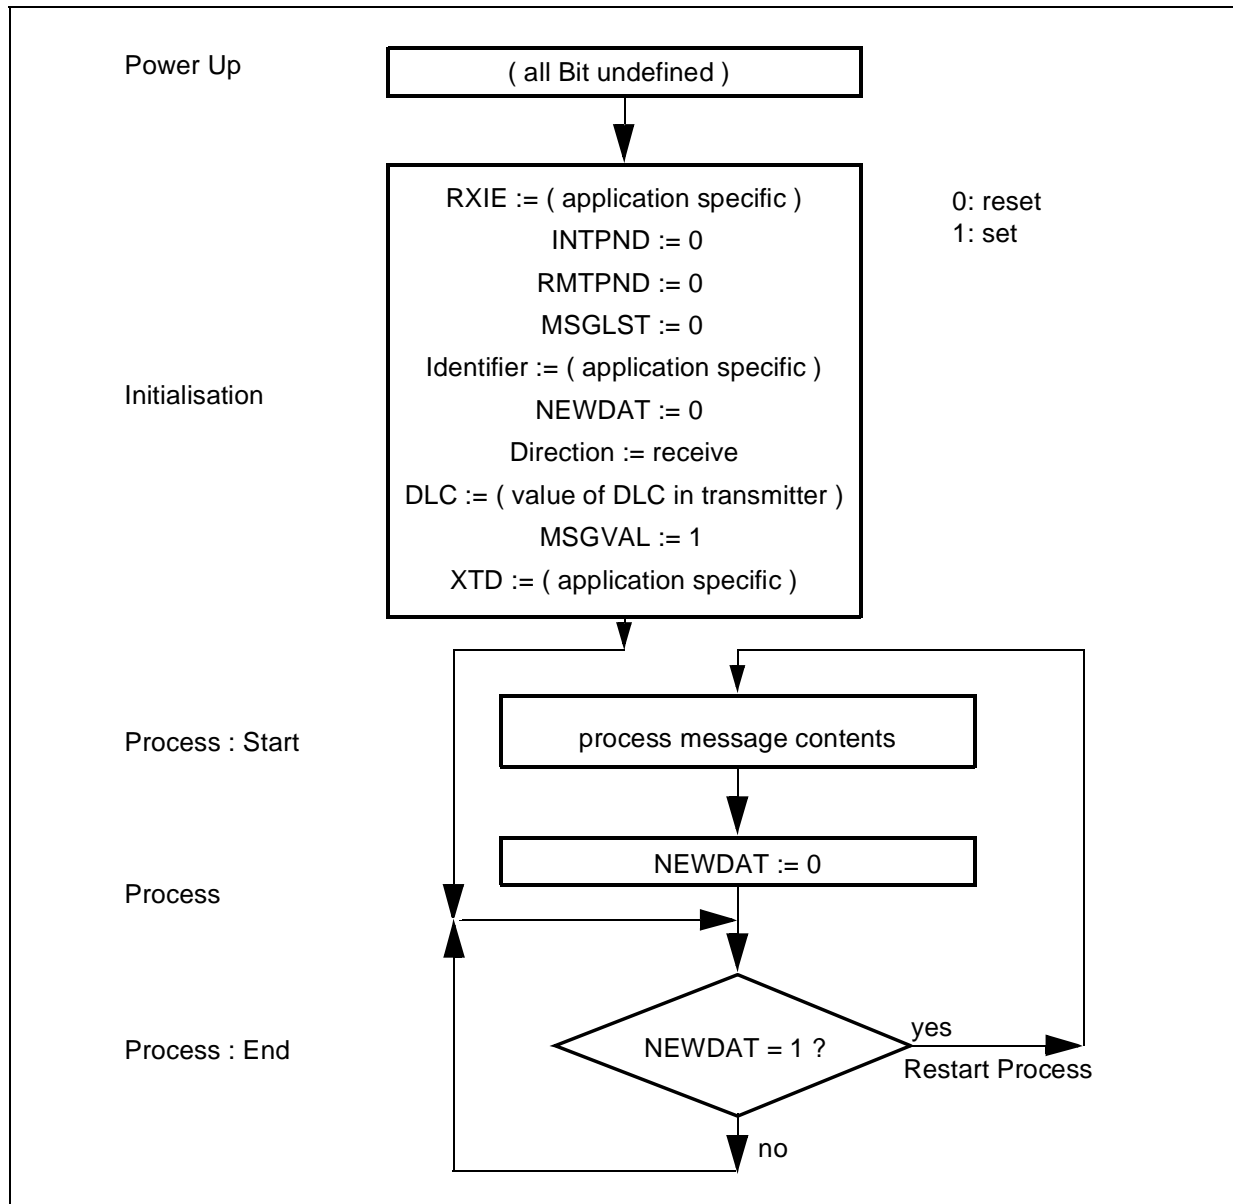 Power Up
( all Bit undefined )
RXIE := ( application specific )
INTPND := 0
RMTPND := 0
MSGLST := 0
Identifier := ( application specific )
NEWDAT := 0
Direction := receive
DLC := ( value of DLC in transmitter )
MSGVAL := 1
XTD := ( application specific )
0: reset
1: set
Initialisation
Process : Start
process message contents
NEWDAT := 0
Process
Process : End
NEWDAT = 1 ?
yes
Restart Process
no